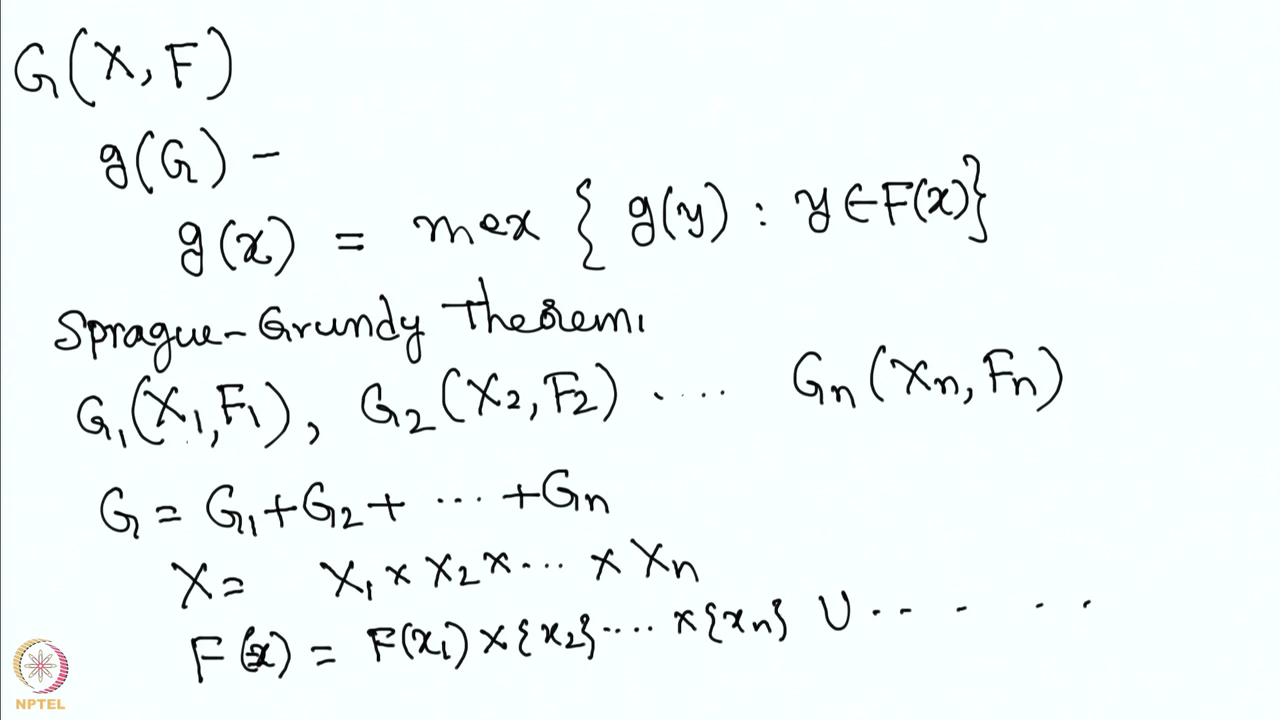 G(X, F)
g(G) –
g(x) = mex { g(y) : y ∈ F(x)}
Sprague-Grundy Theorem
G₁(X₁,F₁), G₂(X₂,F₂) ..... Gₙ(Xₙ,Fₙ)
G = G₁+G₂+ ... +Gₙ
X = X₁ × X₂ × ... × Xₙ
F(x) = F(x₁) × {x₂} .... × {xₙ} ∪ -- - . .
NPTEL